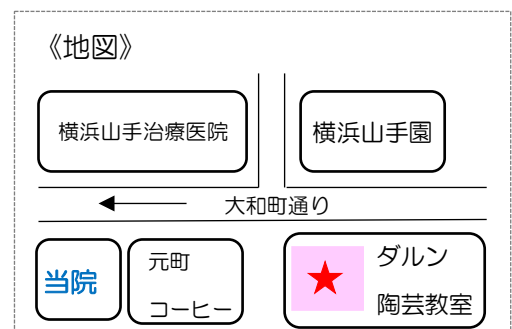 《地図》
横浜山手治療医院
横浜山手園
大和町通り
当院
元町
コーヒー
ダルン
陶芸教室